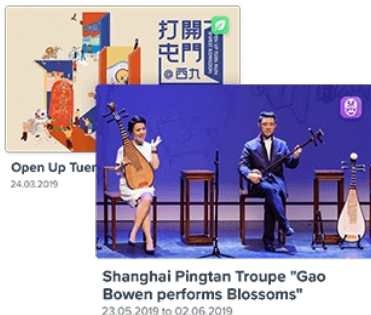 打開
屯門
@西九
Open Up Tuen
24.03.2019
Shanghai Pingtan Troupe "Gao
Bowen performs Blossoms"
23.05.2019 to 02.06.2019